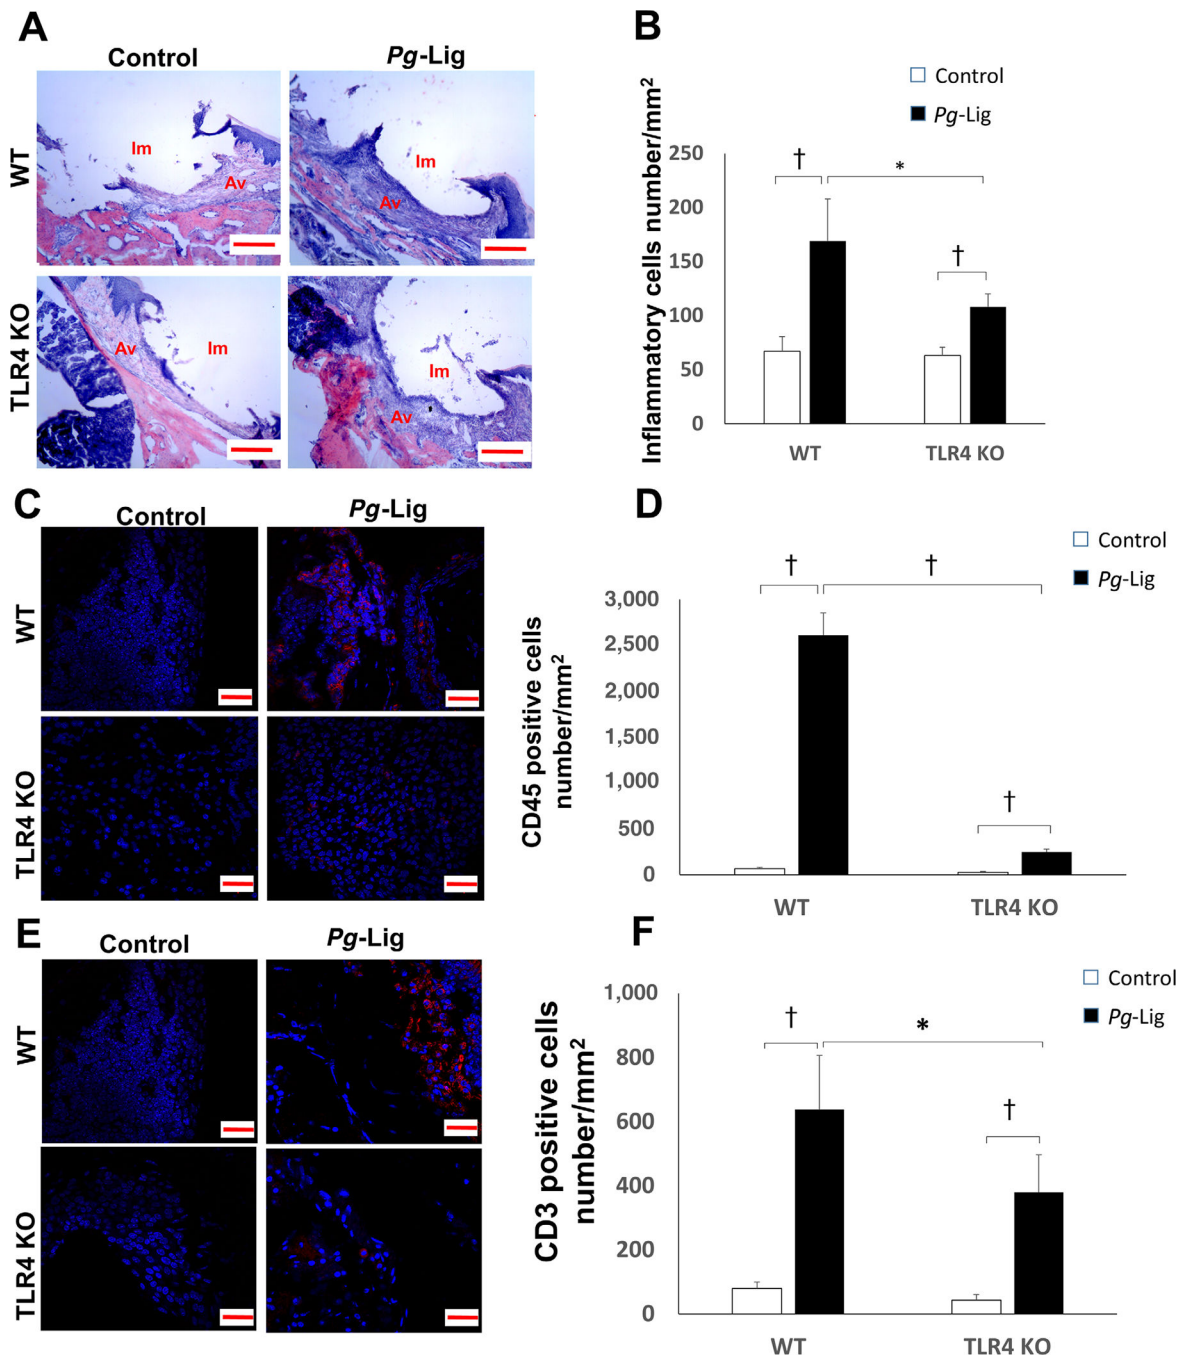 A
Control
Pg-Lig
WT
Im
Av
Im
Av
TLR4 KO
Av
Im
Im
Av
B
Control
Pg-Lig
Inflammatory cells number/mm²
250
200
150
100
50
0
†
*
†
WT
TLR4 KO
C
Control
Pg-Lig
WT
TLR4 KO
D
Control
Pg-Lig
CD45 positive cells
number/mm²
3,000
2,500
2,000
1,500
1,000
500
0
†
†
†
WT
TLR4 KO
E
Control
Pg-Lig
WT
TLR4 KO
F
Control
Pg-Lig
CD3 positive cells
number/mm²
1,000
800
600
400
200
0
†
*
†
WT
TLR4 KO